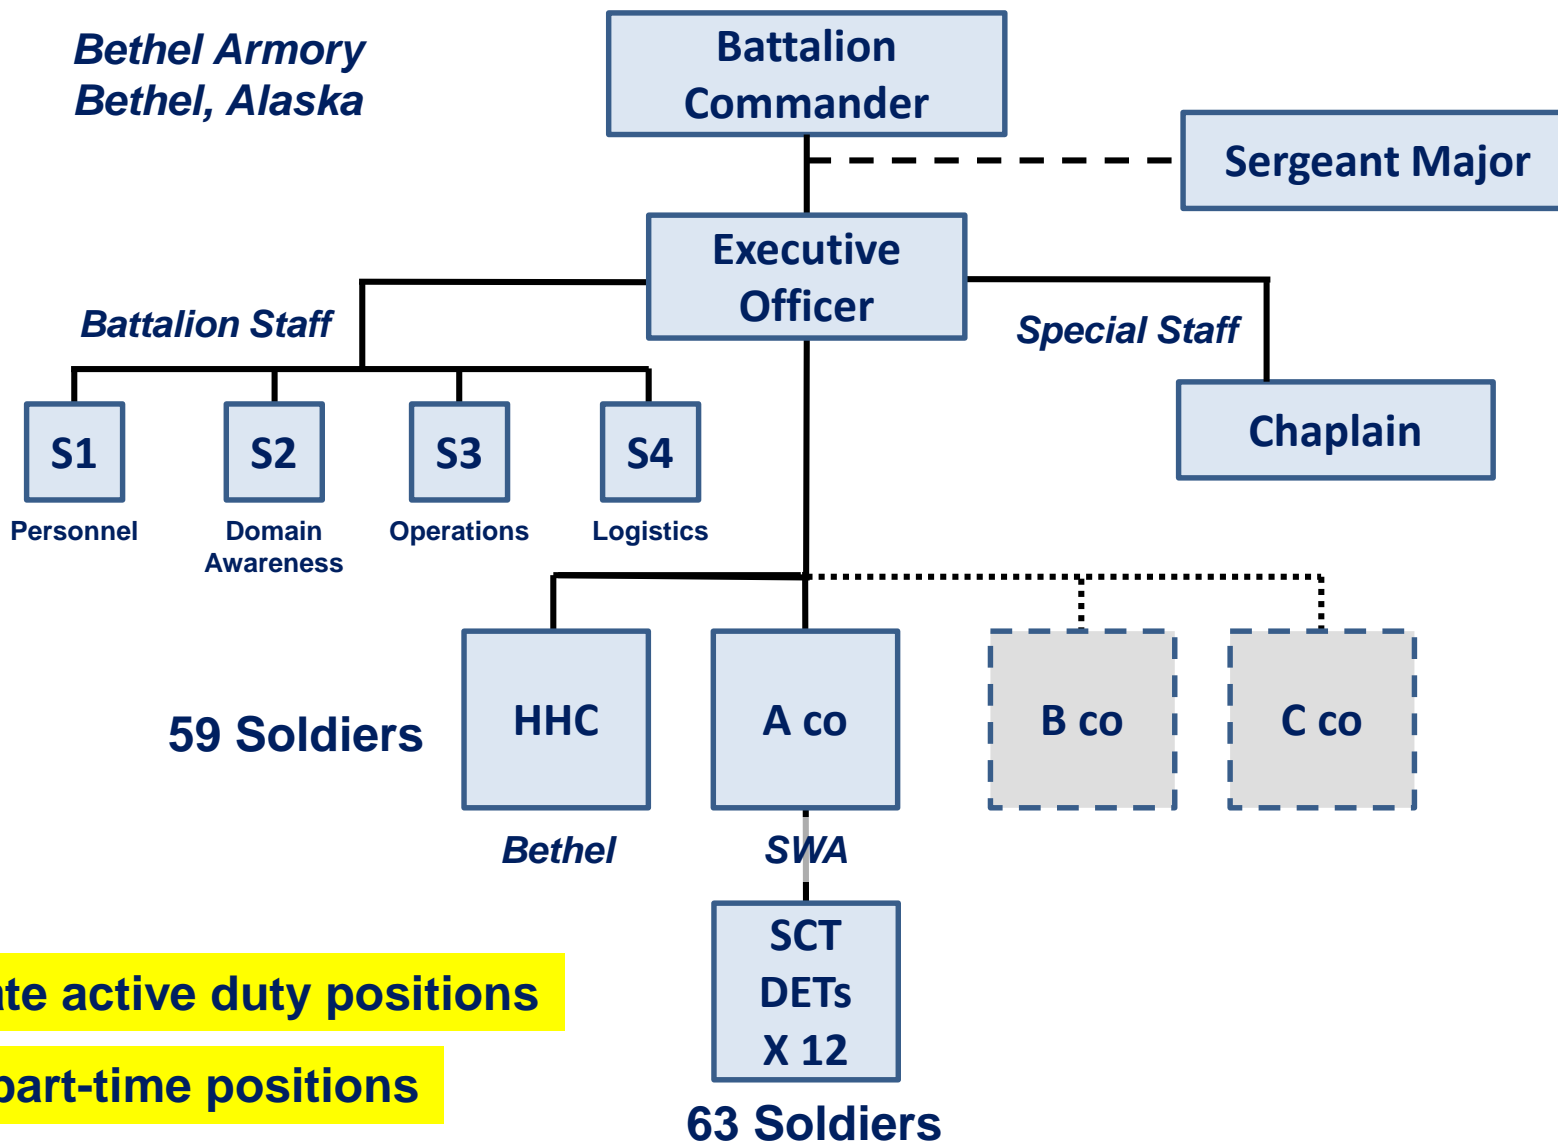 Bethel Armory
Bethel, Alaska
Battalion
Commander
Sergeant Major
Executive
Officer
Battalion Staff
Special Staff
S1
S2
S3
S4
Chaplain
Personnel
Domain
Awareness
Operations
Logistics
59 Soldiers
HHC
A co
B co
C co
Bethel
SWA
SCT
DETs
X 12
active duty positions
part-time positions
63 Soldiers